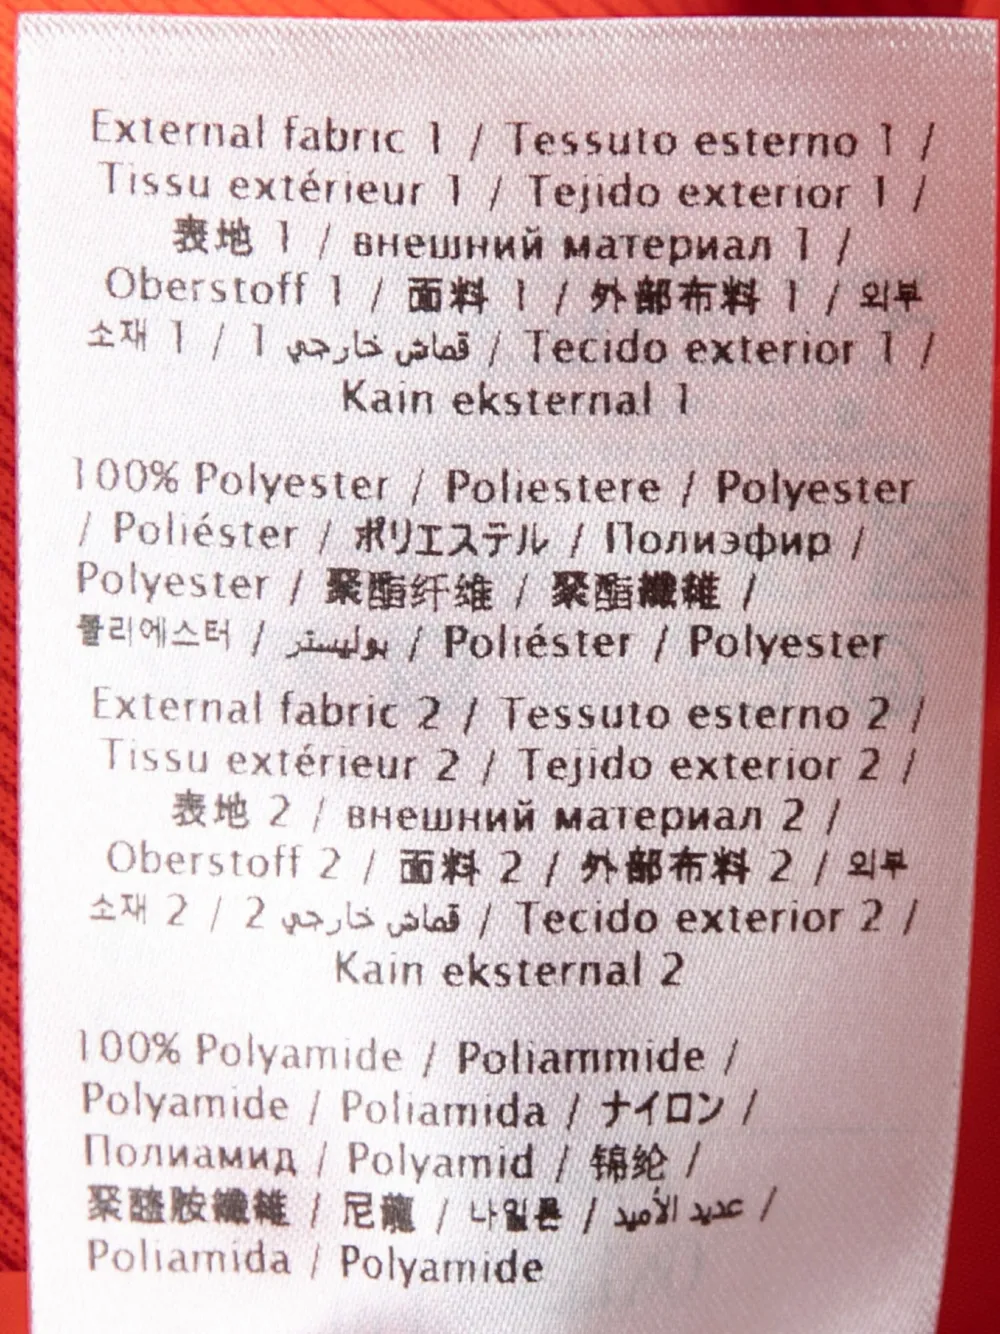 External fabric 1 / Tessuto esterno 1 /
Tissu extérieur 1 / Tejido exterior 1 /
表地 1 / внешний материал 1 /
Oberstoff 1 / 面料 1 / 外部布料 1 / 외부
소재 1 / 1 قماش خارجي / Tecido exterior 1 /
Kain eksternal 1
100% Polyester / Poliestere / Polyester
/ Poliéster / ポリエステル / Полиэфир /
Polyester / 聚酯纤维 / 聚酯纖維 /
폴리에스터 / بوليستر / Poliéster / Polyester
External fabric 2 / Tessuto esterno 2 /
Tissu extérieur 2 / Tejido exterior 2 /
表地 2 / внешний материал 2 /
Oberstoff 2 / 面料 2 / 外部布料 2 / 외부
소재 2 / 2 قماش خارجي / Tecido exterior 2 /
Kain eksternal 2
100% Polyamide / Poliammide /
Polyamide / Poliamida / ナイロン /
Полиамид / Polyamid / 锦纶 /
聚醯胺纖維 / 尼龍 / 나일론 / عديد الأميد /
Poliamida / Polyamide